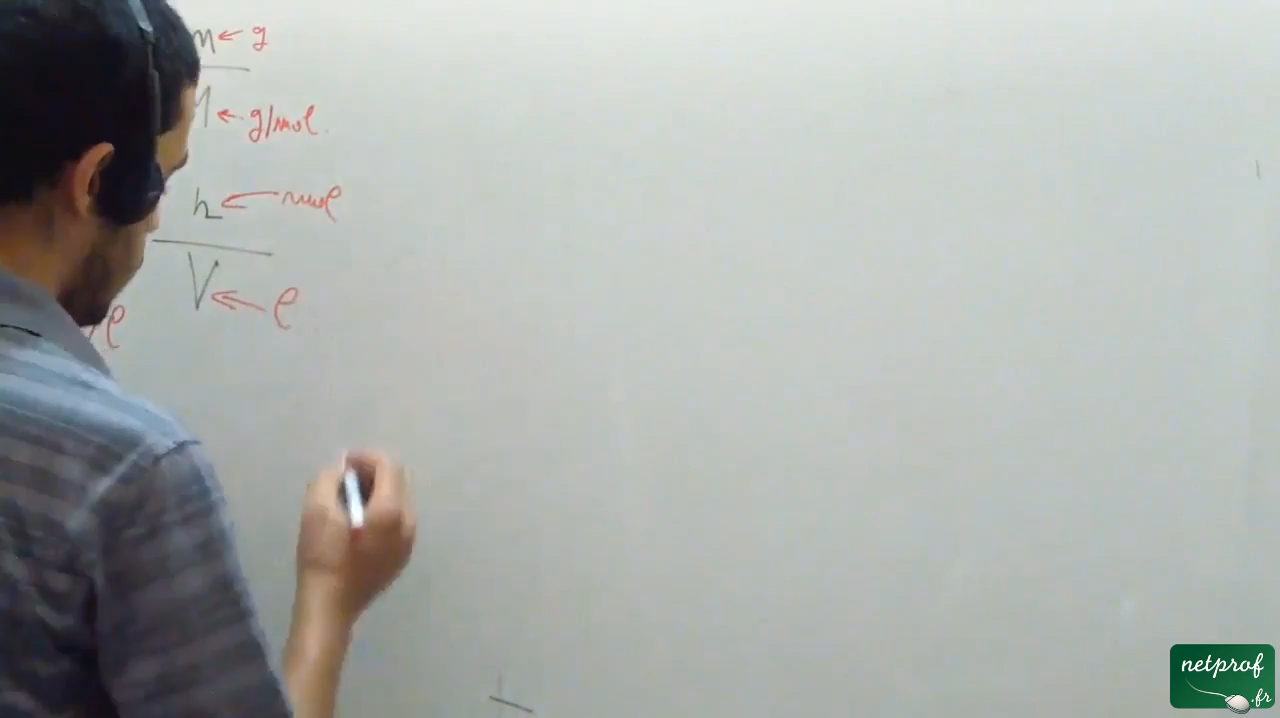 m ← g
M ← g/mol.
n ← mol
V ← l
/l
netprof
.fr